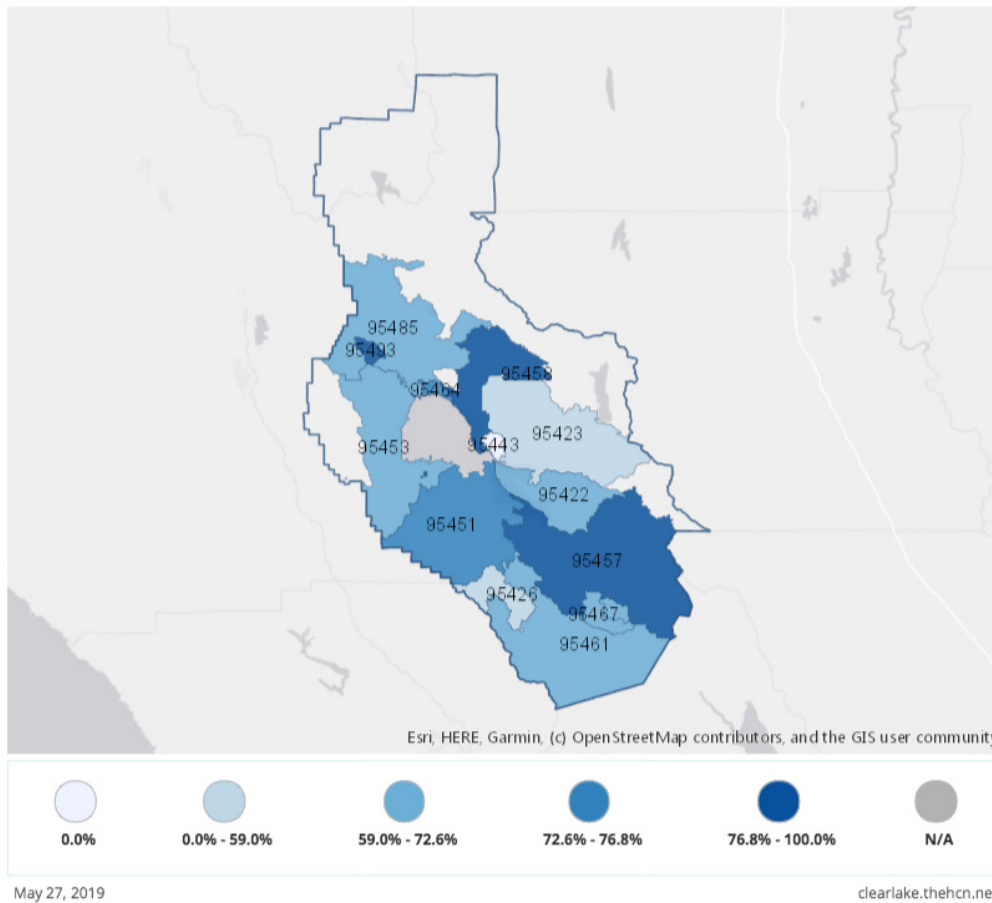 95485
95493
95458
95464
95423
95443
95453
95422
95451
95457
95426
95467
95461
Esri, HERE, Garmin, (c) OpenStreetMap contributors, and the GIS user community
0.0%
0.0% - 59.0%
59.0% - 72.6%
72.6% - 76.8%
76.8% - 100.0%
N/A
May 27, 2019
clearlake.thehcn.ne